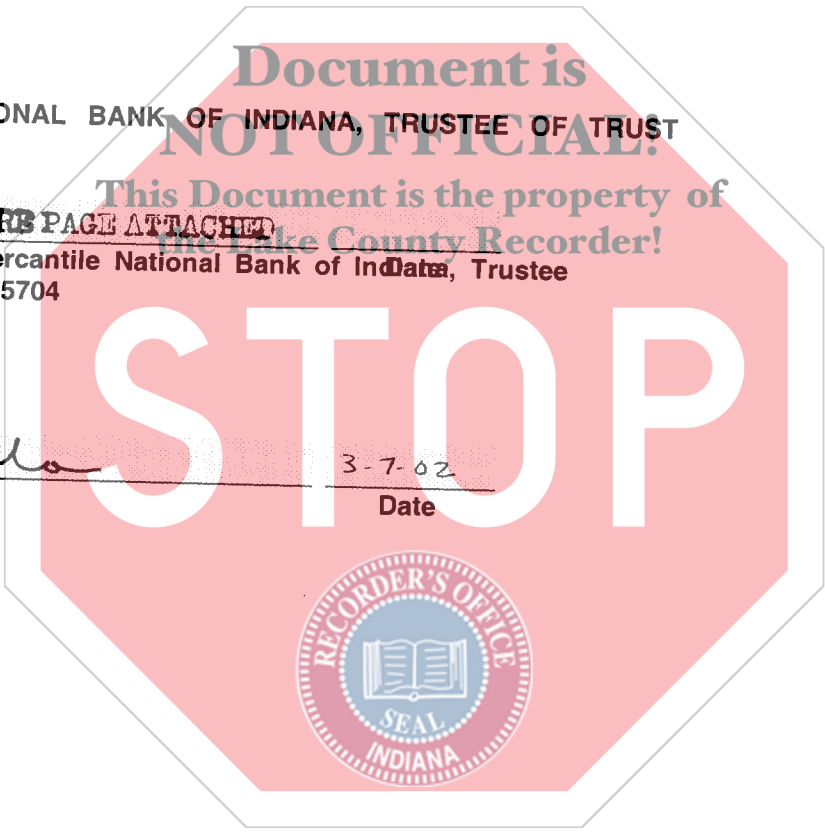 Document is
ONAL BANK OF INDIANA, TRUSTEE OF TRUST
NOT OFFICIAL!
This Document is the property of
RE PAGE ATTACHED
the Lake County Recorder!
ercantile National Bank of Indiana, Trustee
Date
5704
STOP
3-7-02
Date
RECORDER'S OFFICE
SEAL
INDIANA